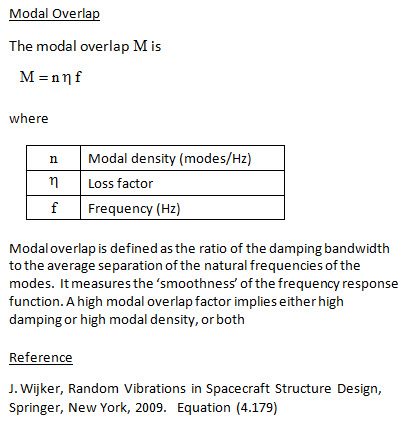 Modal Overlap
The modal overlap M is
M = n η f
where
n Modal density (modes/Hz)
η Loss factor
f Frequency (Hz)
Modal overlap is defined as the ratio of the damping bandwidth
to the average separation of the natural frequencies of the
modes. It measures the ‘smoothness’ of the frequency response
function. A high modal overlap factor implies either high
damping or high modal density, or both
Reference
J. Wijker, Random Vibrations in Spacecraft Structure Design,
Springer, New York, 2009. Equation (4.179)